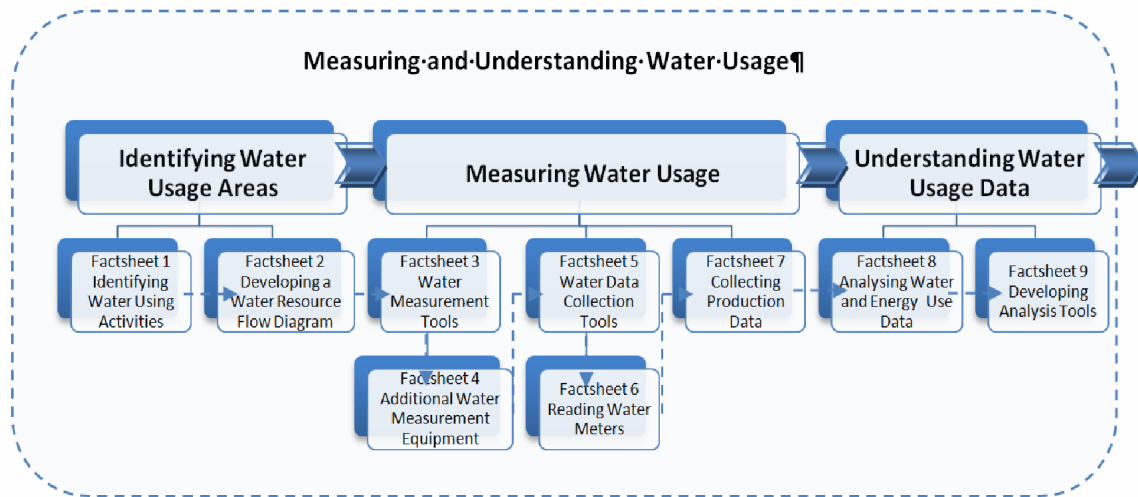 Measuring·and·Understanding·Water·Usage¶
Identifying Water
Usage Areas
Measuring Water Usage
Understanding Water
Usage Data
Factsheet 1
Identifying
Water Using
Activities
Factsheet 2
Developing a
Water Resource
Flow Diagram
Factsheet 3
Water
Measurement
Tools
Factsheet 4
Additional Water
Measurement
Equipment
Factsheet 5
Water Data
Collection
Tools
Factsheet 6
Reading Water
Meters
Factsheet 7
Collecting
Production
Data
Factsheet 8
Analysing Water
and Energy Use
Data
Factsheet 9
Developing
Analysis Tools